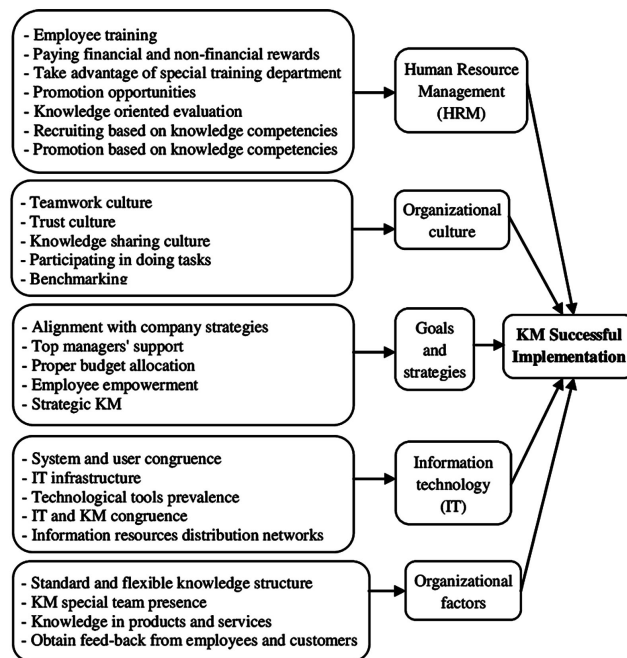 - Employee training
- Paying financial and non-financial rewards
- Take advantage of special training department
- Promotion opportunities
- Knowledge oriented evaluation
- Recruiting based on knowledge competencies
- Promotion based on knowledge competencies
Human Resource
Management
(HRM)
- Teamwork culture
- Trust culture
- Knowledge sharing culture
- Participating in doing tasks
- Benchmarking
Organizational
culture
- Alignment with company strategies
- Top managers' support
- Proper budget allocation
- Employee empowerment
- Strategic KM
Goals
and
strategies
KM Successful
Implementation
- System and user congruence
- IT infrastructure
- Technological tools prevalence
- IT and KM congruence
- Information resources distribution networks
Information
technology
(IT)
- Standard and flexible knowledge structure
- KM special team presence
- Knowledge in products and services
- Obtain feed-back from employees and customers
Organizational
factors